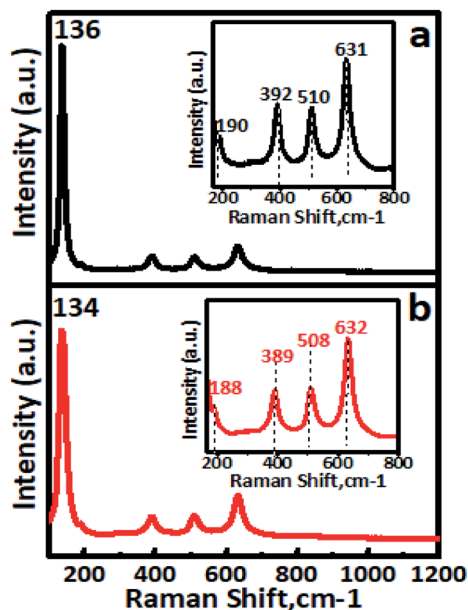 136
a
Intensity (a.u.)
Intensity (a.u.)
631
392
510
190
200 400 600 800
Raman Shift,cm-1
134
b
Intensity (a.u.)
Intensity (a.u.)
632
508
389
188
200 400 600 800
Raman Shift,cm-1
200 400 600 800 1000 1200
Raman Shift,cm-1